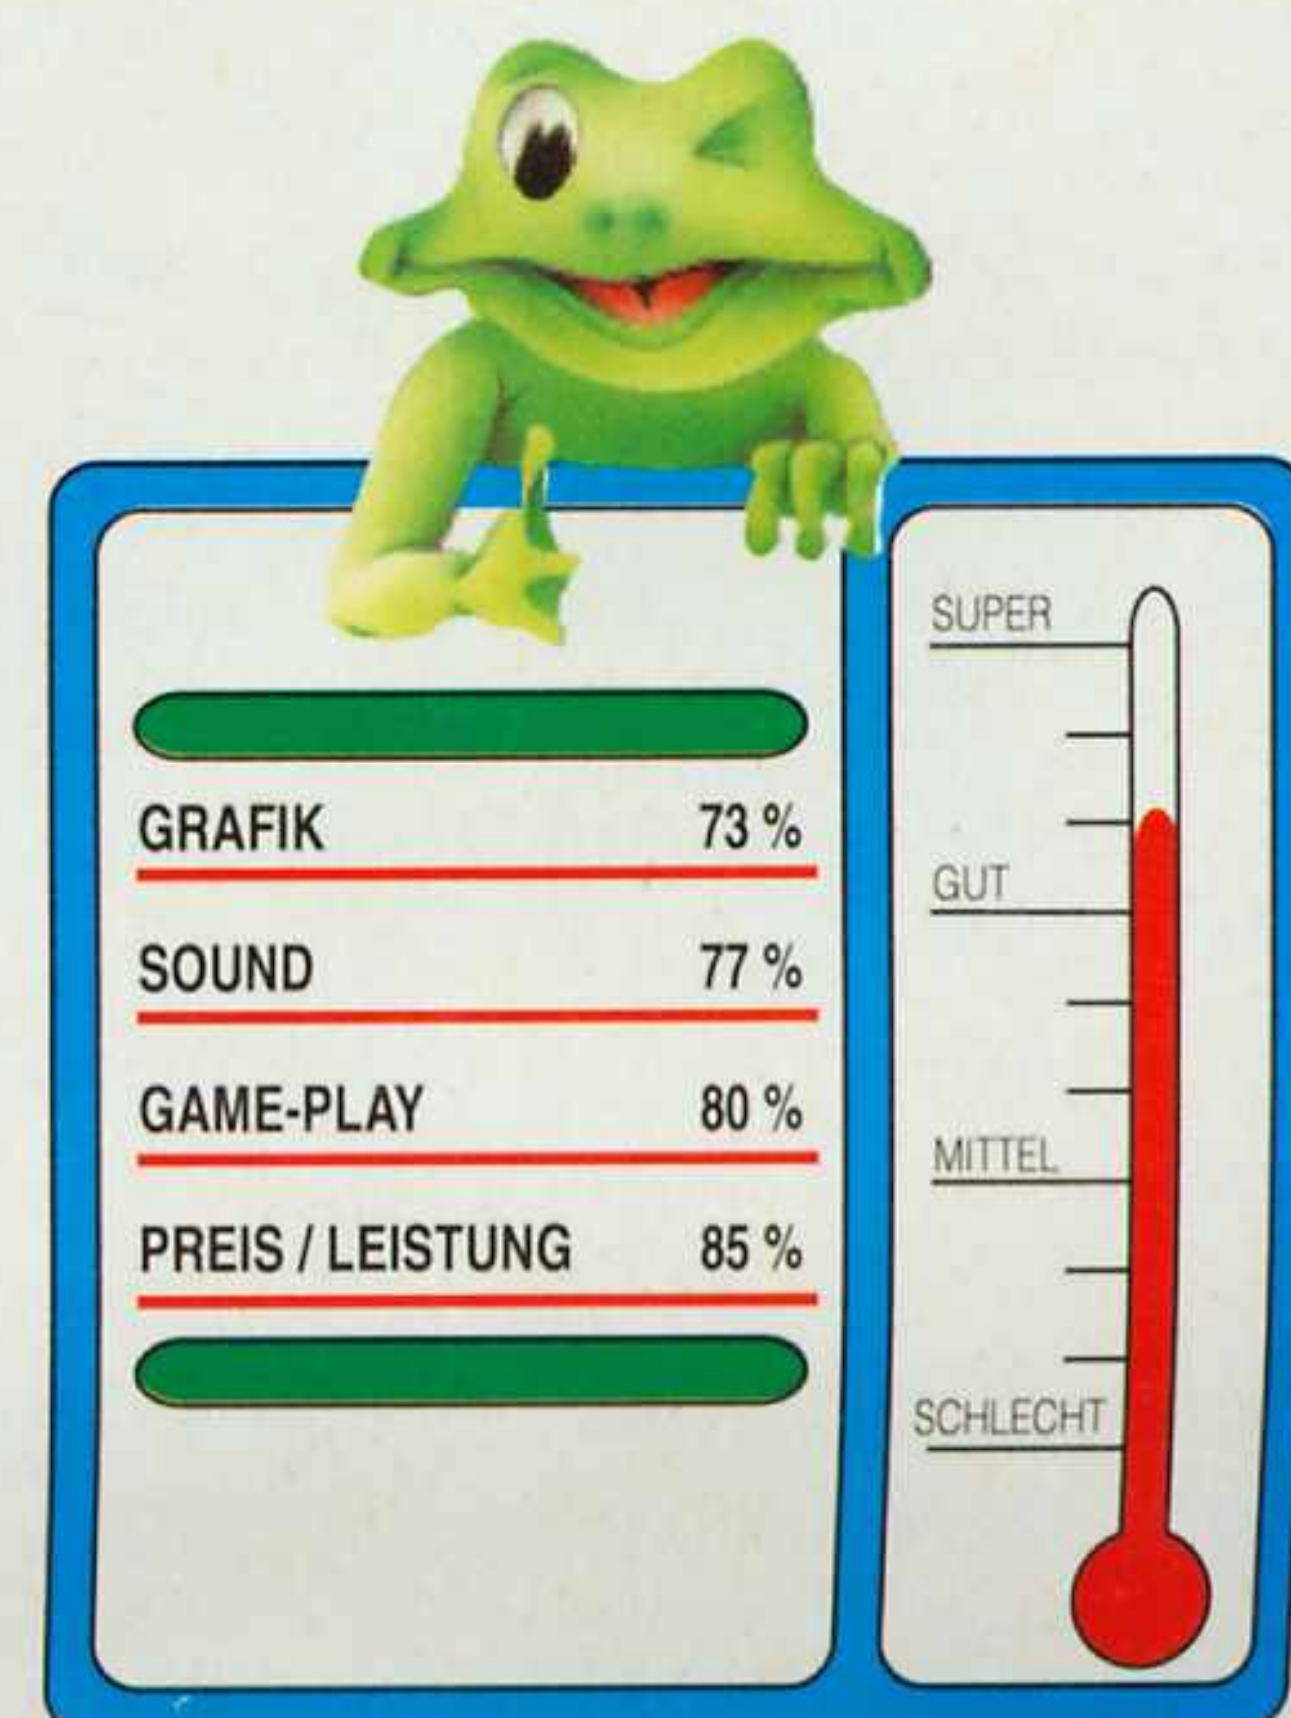 GRAFIK 73 %
SOUND 77 %
GAME-PLAY 80 %
PREIS / LEISTUNG 85 %
SUPER
GUT
MITTEL
SCHLECHT